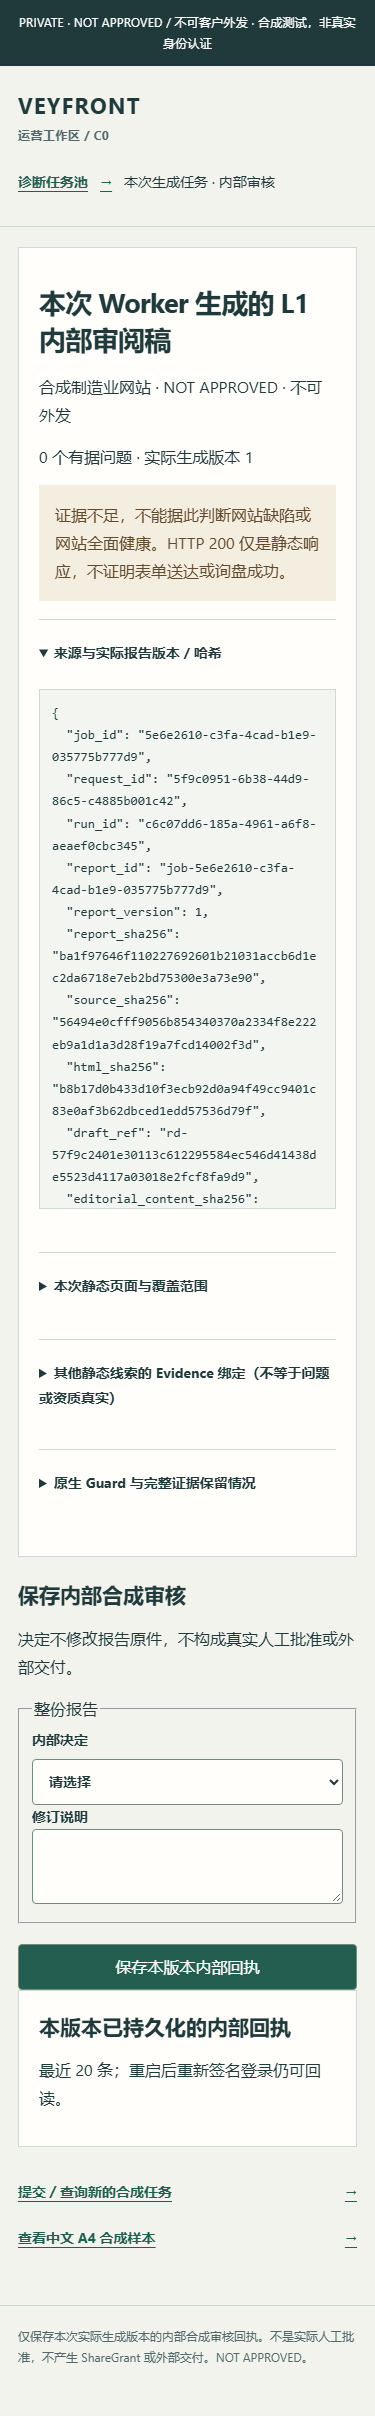 PRIVATE · NOT APPROVED / 不可客户外发 · 合成测试，非真实
身份认证
VEYFRONT
运营工作区 / C0
诊断任务池 → 本次生成任务 · 内部审核
本次 Worker 生成的 L1
内部审阅稿
合成制造业网站 · NOT APPROVED · 不可
外发
0 个有据问题 · 实际生成版本 1
证据不足，不能据此判断网站缺陷或
网站全面健康。HTTP 200 仅是静态响
应，不证明表单送达或询盘成功。
▼ 来源与实际报告版本 / 哈希
{
"job_id": "5e6e2610-c3fa-4cad-b1e9-
035775b777d9",
"request_id": "5f9c0951-6b38-44d9-
86c5-c4885b001c42",
"run_id": "c6c07dd6-185a-4961-a6f8-
aeaef0cbc345",
"report_id": "job-5e6e2610-c3fa-
4cad-b1e9-035775b777d9",
"report_version": 1,
"report_sha256":
"ba1f97646f110227692601b21031accb6d1e
c2da6718e7eb2bd75300e3a73e90",
"source_sha256":
"56494e0cfff9056b854340370a2334f8e222
eb9a1d1a3d28f19a7fcd14002f3d",
"html_sha256":
"b8b17d0b433d10f3ecb92d0a94f49cc9401c
83e0af3b62dbced1edd57536d79f",
"draft_ref": "rd-
57f9c2401e30113c612295584ec546d41438d
e5523d4117a03018e2fcf8fa9d9",
"editorial_content_sha256":
▶ 本次静态页面与覆盖范围
▶ 其他静态线索的 Evidence 绑定（不等于问题
或资质真实）
▶ 原生 Guard 与完整证据保留情况
保存内部合成审核
决定不修改报告原件，不构成真实人工批准或外
部交付。
整份报告
内部决定
请选择
修订说明
保存本版本内部回执
本版本已持久化的内部回执
最近 20 条；重启后重新签名登录仍可回
读。
提交 / 查询新的合成任务 →
查看中文 A4 合成样本 →
仅保存本次实际生成版本的内部合成审核回执。不是实际人工批
准，不产生 ShareGrant 或外部交付。NOT APPROVED。